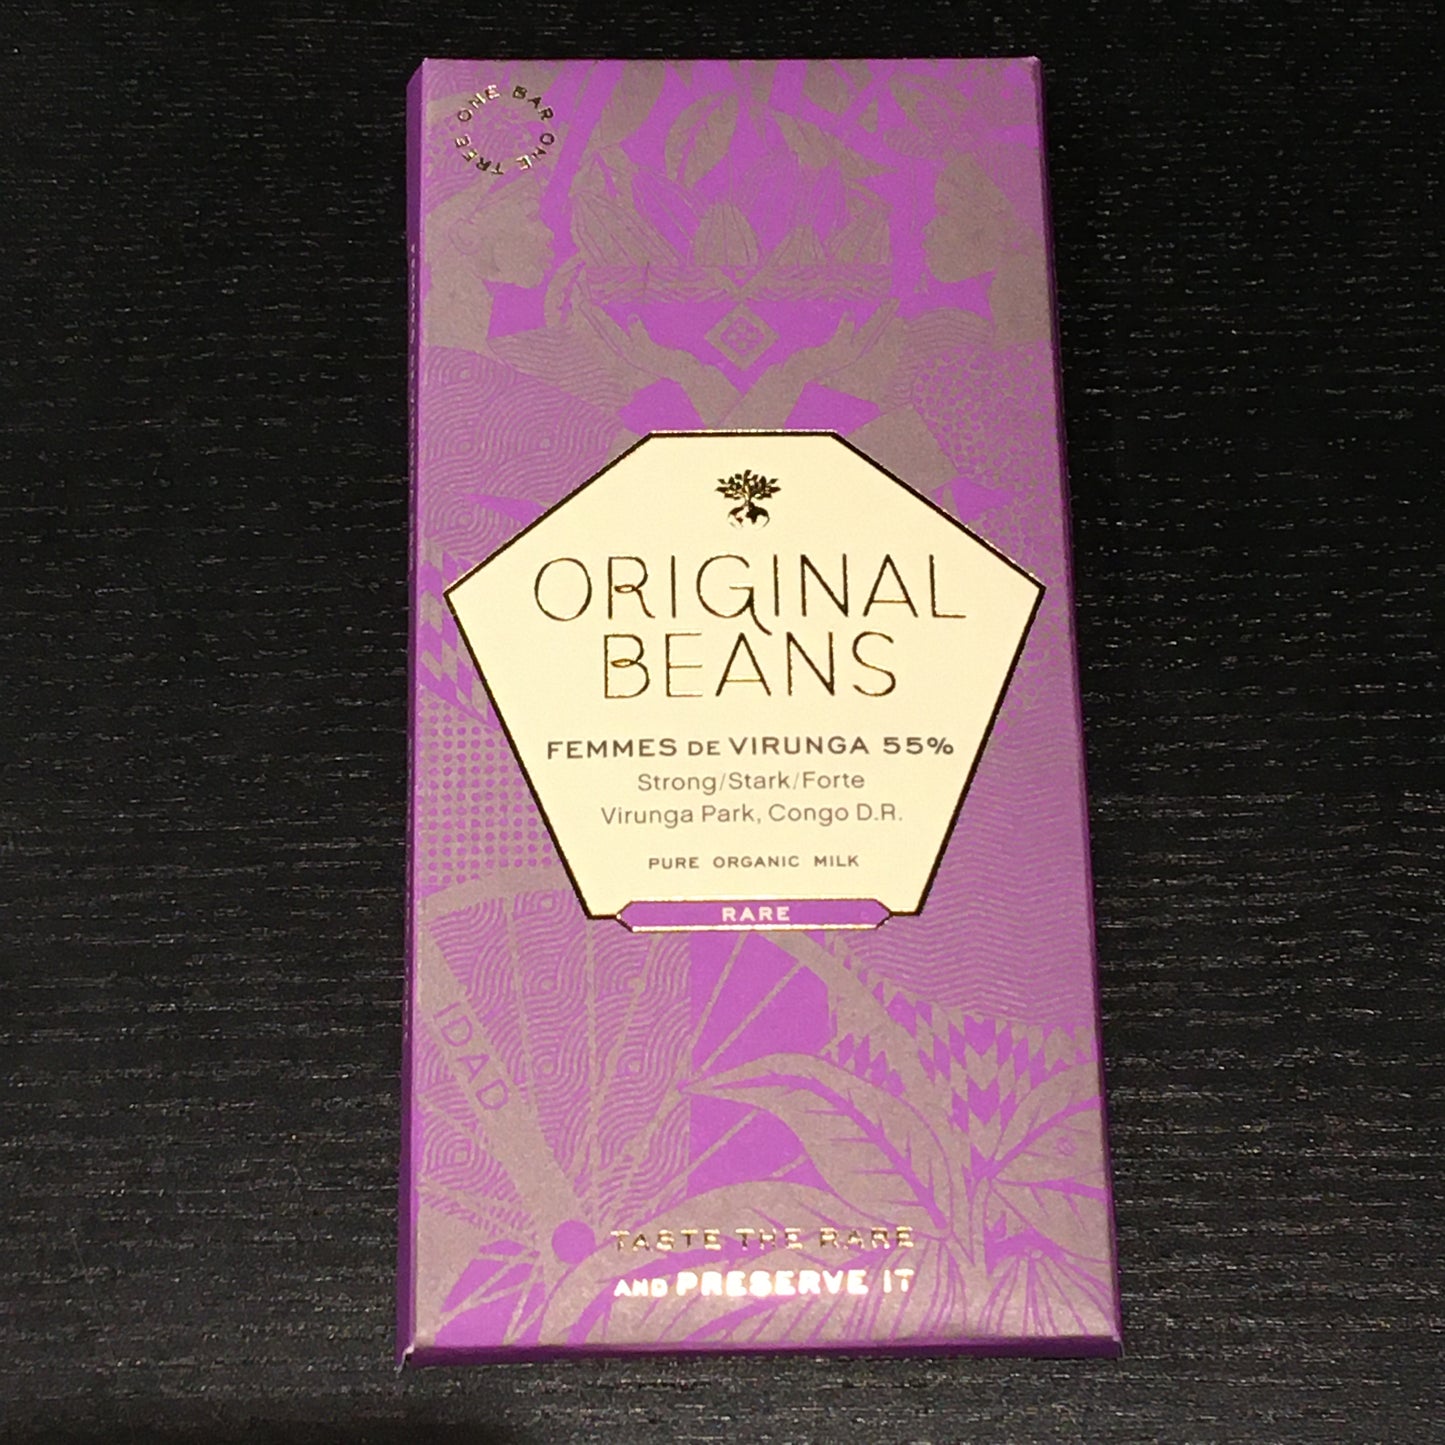 ONE BAR ONE TREE
ORIGINAL
BEANS
FEMMES DE VIRUNGA 55%
Strong/Stark/Forte
Virunga Park, Congo D.R.
PURE ORGANIC MILK
RARE
IDAD
TASTE THE RARE
AND PRESERVE IT